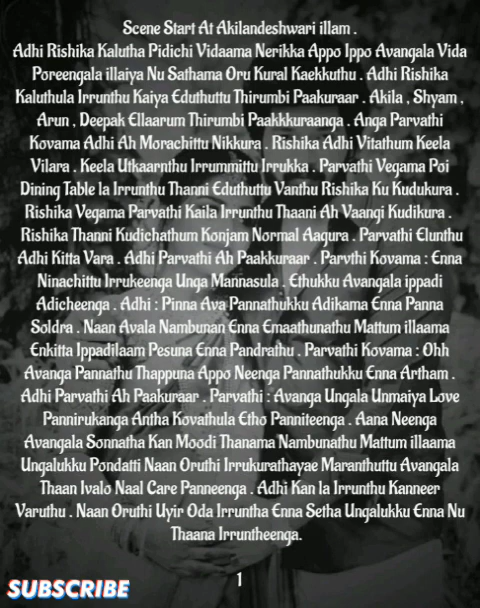 Scene Start At Akilandeshwari illam .
Adhi Rishika Kalutha Pidichi Vidaama Nerikka Appo Ippo Avangala Vida
Poreengala illaiya Nu Sathama Oru Kural Kaekkuthu . Adhi Rishika
Kaluthula Irrunthu Kaiya Eduthuttu Thirumbi Paakuraar . Akila , Shyam ,
Arun , Deepak Ellaarum Thirumbi Paakkkuraanga . Anga Parvathi
Kovama Adhi Ah Morachittu Nikkura . Rishika Adhi Vitathum Keela
Vilara . Keela Utkaarnthu Irrummittu Irrukka . Parvathi Vegama Poi
Dining Table la Irrunthu Thanni Eduthuttu Vanthu Rishika Ku Kudukura .
Rishika Vegama Parvathi Kaila Irrunthu Thaani Ah Vaangi Kudikura .
Rishika Thanni Kudichathum Konjam Normal Aagura . Parvathi Elunthu
Adhi Kitta Vara . Adhi Parvathi Ah Paakkuraar . Parvthi Kovama : Enna
Ninachittu Irrukeenga Unga Mannasula . Ethukku Avangala ippadi
Adicheenga . Adhi : Pinna Ava Pannathukku Adikama Enna Panna
Soldra . Naan Avala Nambunan Enna Emaathunathu Mattum illaama
Enkitta Ippadilaam Pesuna Enna Pandrathu . Parvathi Kovama : Ohh
Avanga Pannathu Thappuna Appo Neenga Pannathukku Enna Artham .
Adhi Parvathi Ah Paakuraar . Parvathi : Avanga Ungala Unmaiya Love
Pannirukanga Antha Kovathula Etho Panniteenga . Aana Neenga
Avangala Sonnatha Kan Moodi Thanama Nambunathu Mattum illaama
Ungalukku Pondatti Naan Oruthi Irrukurathayae Maranthuttu Avangala
Thaan Ivalo Naal Care Panneenga . Adhi Kan la Irrunthu Kanneer
Varuthu . Naan Oruthi Uyir Oda Irruntha Enna Setha Ungalukku Enna Nu
Thaana Irruntheenga.
SUBSCRIBE
1